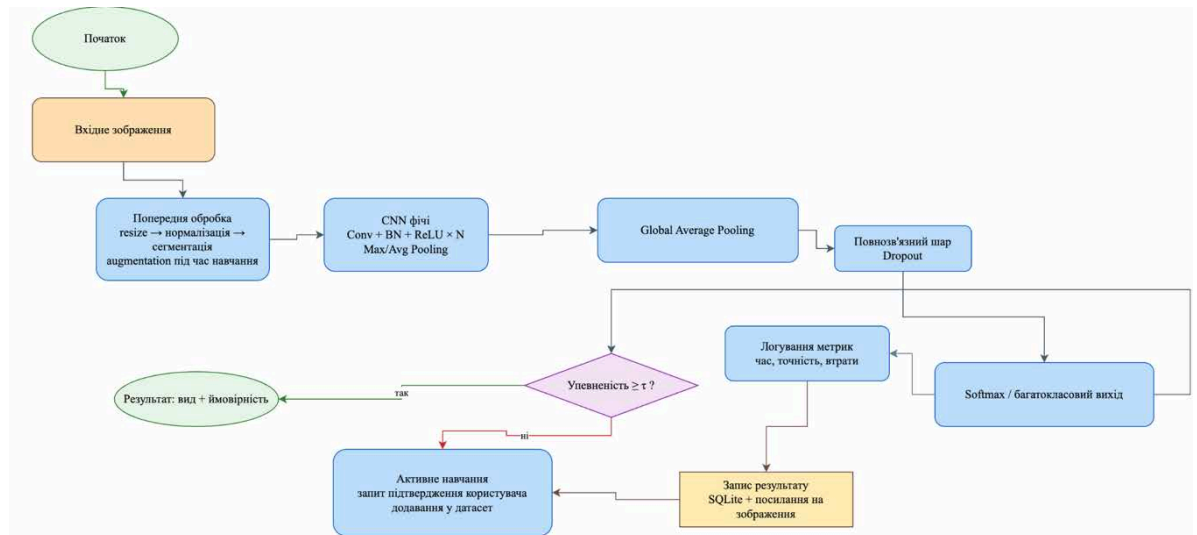 Початок
Вхідне зображення
Попередня обробка
resize → нормалізація →
сегментація
augmentation під час навчання
CNN фічі
Conv + BN + ReLU × N
Max/Avg Pooling
Global Average Pooling
Повнозв'язний шар
Dropout
Логування метрик
час, точність, втрати
Softmax / багатокласовий вихід
Упевненість ≥ τ ?
так
Результат: вид + ймовірність
ні
Активне навчання
запит підтвердження користувача
додавання у датасет
Запис результату
SQLite + посилання на
зображення